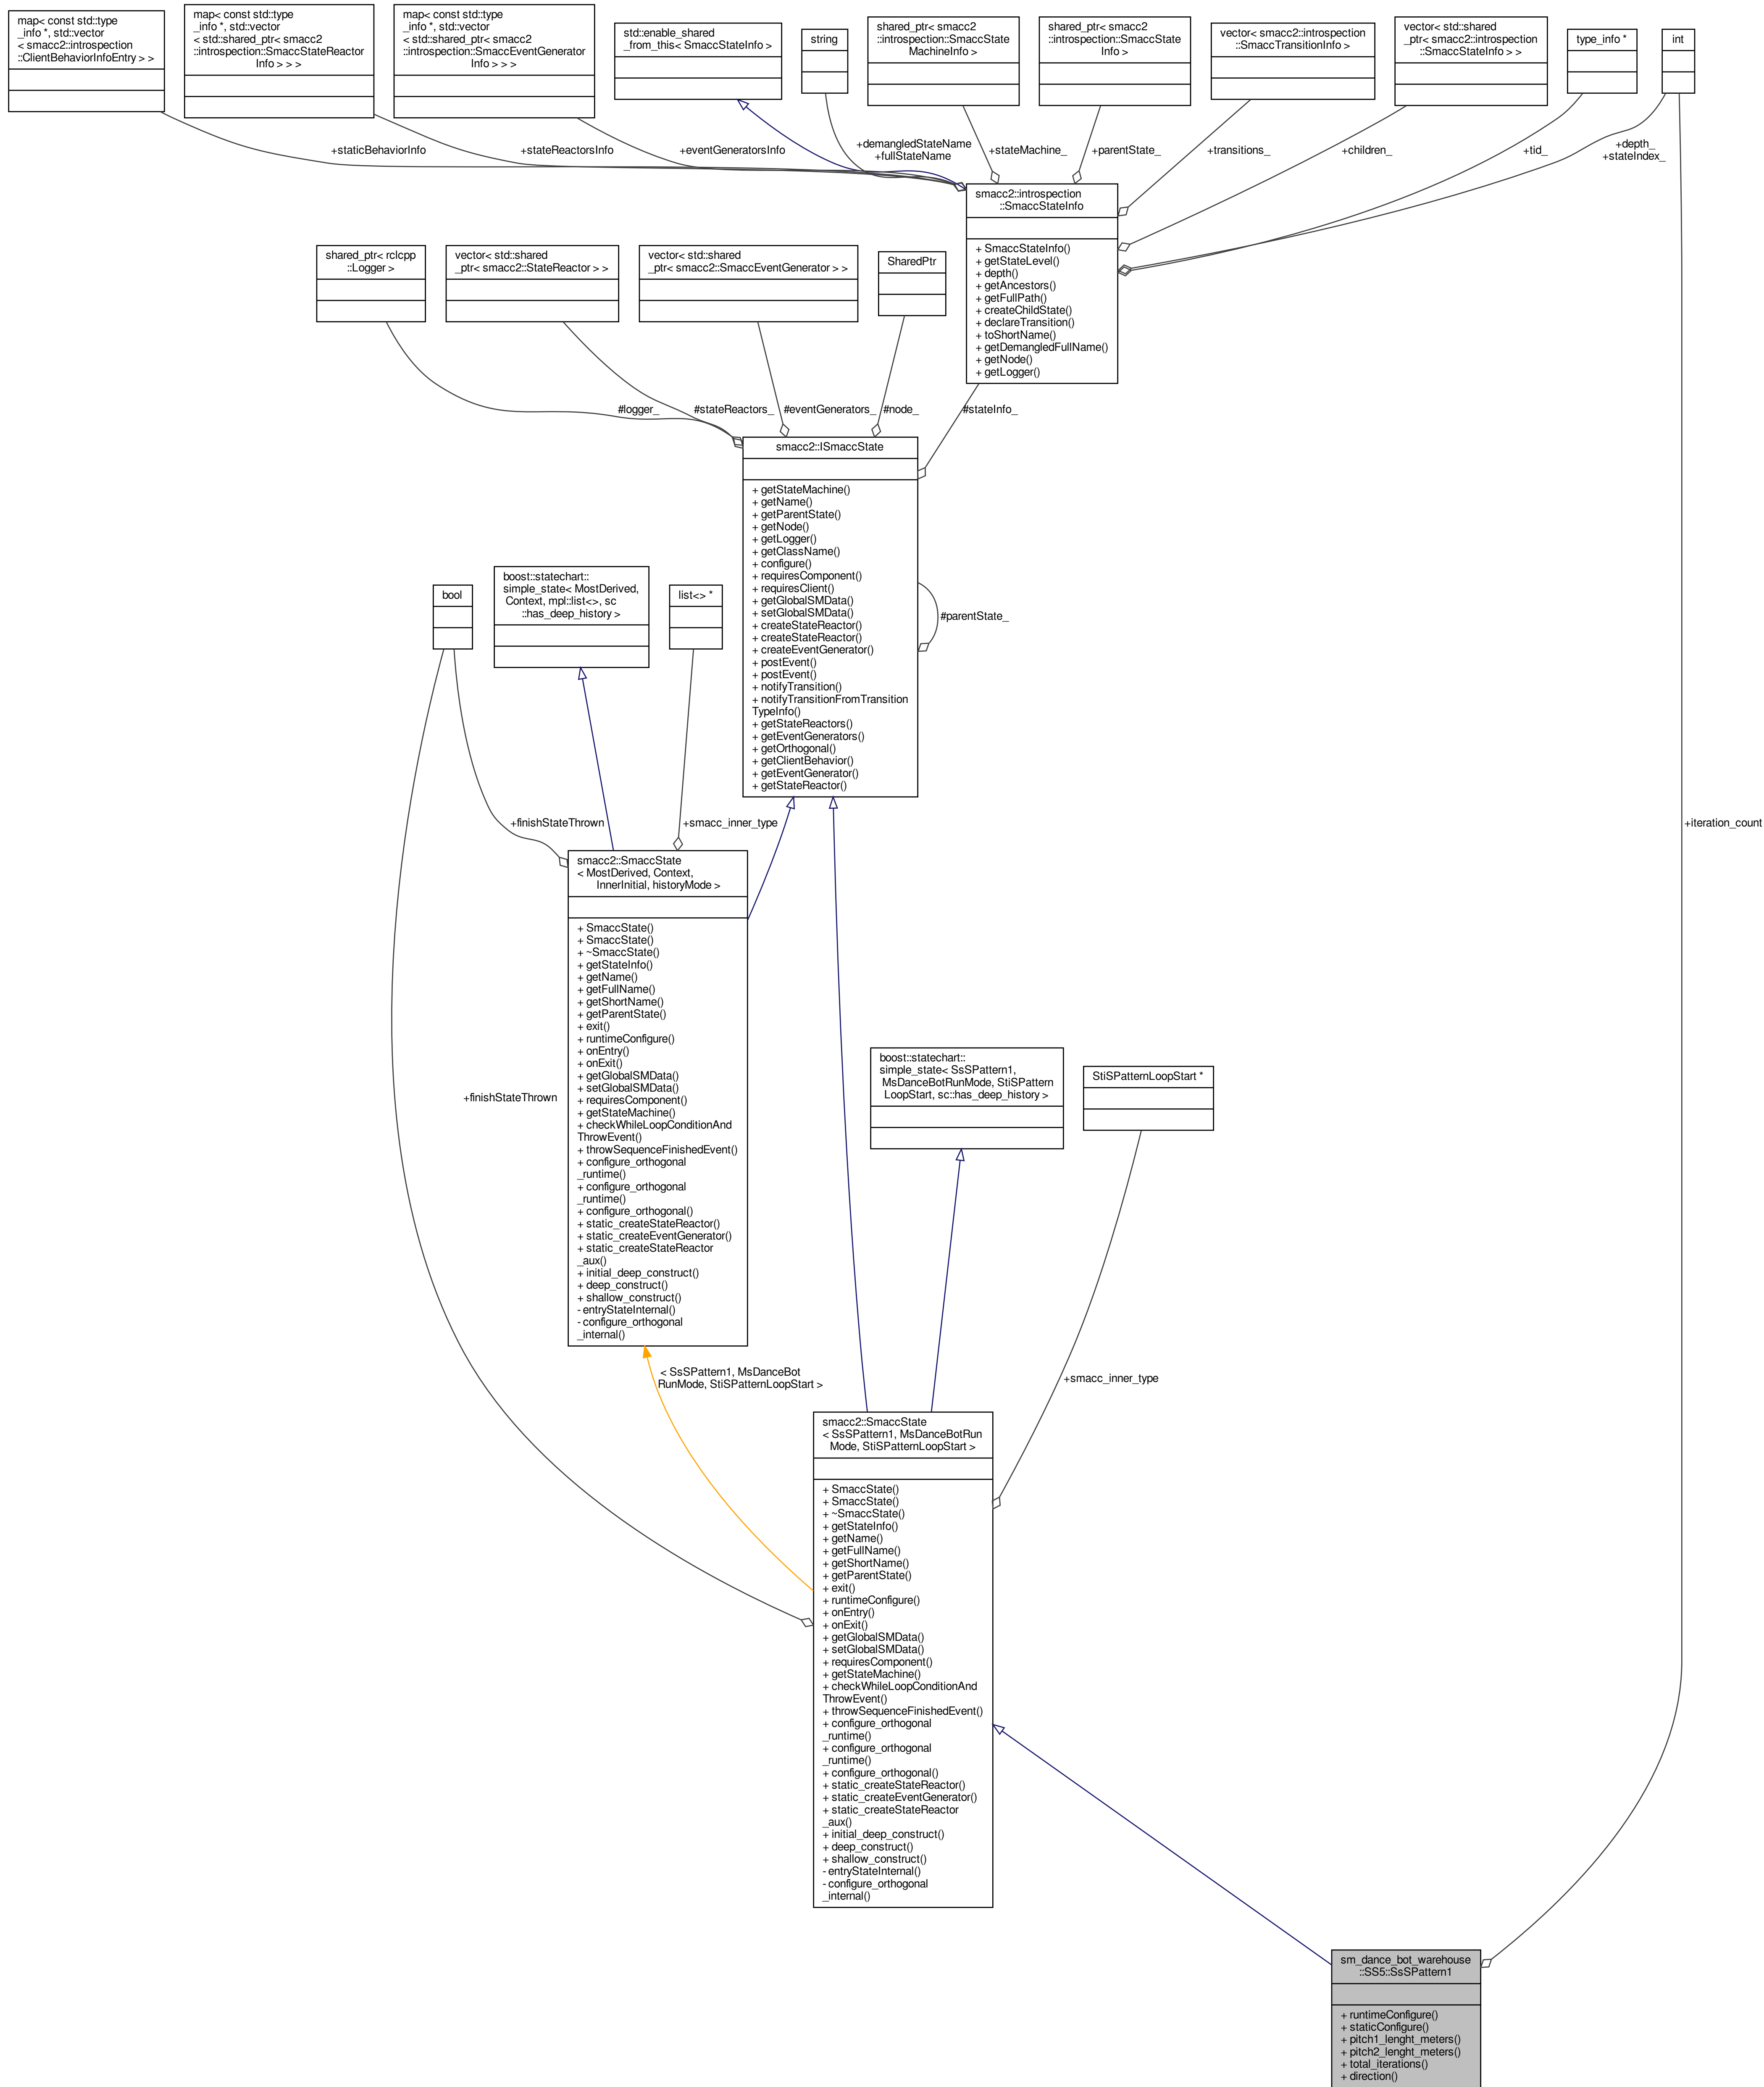 map< const std::type
_info *, std::vector
< smacc2::introspection
::ClientBehaviorInfoEntry > >
map< const std::type
_info *, std::vector
< std::shared_ptr< smacc2
::introspection::SmaccStateReactor
Info > > >
map< const std::type
_info *, std::vector
< std::shared_ptr< smacc2
::introspection::SmaccEventGenerator
Info > > >
std::enable_shared
_from_this< SmaccStateInfo >
string
shared_ptr< smacc2
::introspection::SmaccState
MachineInfo >
shared_ptr< smacc2
::introspection::SmaccState
Info >
vector< smacc2::introspection
::SmaccTransitionInfo >
vector< std::shared
_ptr< smacc2::introspection
::SmaccStateInfo > >
type_info *
int
+staticBehaviorInfo
+stateReactorsInfo
+eventGeneratorsInfo
+demangledStateName
+fullStateName
+stateMachine_
+parentState_
+transitions_
+children_
+tid_
+depth_
+stateIndex_
smacc2::introspection
::SmaccStateInfo
+ SmaccStateInfo()
+ getStateLevel()
+ depth()
+ getAncestors()
+ getFullPath()
+ createChildState()
+ declareTransition()
+ toShortName()
+ getDemangledFullName()
+ getNode()
+ getLogger()
shared_ptr< rclcpp
::Logger >
vector< std::shared
_ptr< smacc2::StateReactor > >
vector< std::shared
_ptr< smacc2::SmaccEventGenerator > >
SharedPtr
#logger_
#stateReactors_
#eventGenerators_
#node_
#stateInfo_
smacc2::ISmaccState
+ getStateMachine()
+ getName()
+ getParentState()
+ getNode()
+ getLogger()
+ getClassName()
+ configure()
+ requiresComponent()
+ requiresClient()
+ getGlobalSMData()
+ setGlobalSMData()
+ createStateReactor()
+ createStateReactor()
+ createEventGenerator()
+ postEvent()
+ postEvent()
+ notifyTransition()
+ notifyTransitionFromTransition
TypeInfo()
+ getStateReactors()
+ getEventGenerators()
+ getOrthogonal()
+ getClientBehavior()
+ getEventGenerator()
+ getStateReactor()
#parentState_
bool
boost::statechart::
simple_state< MostDerived,
Context, mpl::list<>, sc
::has_deep_history >
list<> *
+finishStateThrown
+smacc_inner_type
+iteration_count
smacc2::SmaccState
< MostDerived, Context,
InnerInitial, historyMode >
+ SmaccState()
+ SmaccState()
+ ~SmaccState()
+ getStateInfo()
+ getName()
+ getFullName()
+ getShortName()
+ getParentState()
+ exit()
+ runtimeConfigure()
+ onEntry()
+ onExit()
+ getGlobalSMData()
+ setGlobalSMData()
+ requiresComponent()
+ getStateMachine()
+ checkWhileLoopConditionAnd
ThrowEvent()
+ throwSequenceFinishedEvent()
+ configure_orthogonal
_runtime()
+ configure_orthogonal
_runtime()
+ configure_orthogonal()
+ static_createStateReactor()
+ static_createEventGenerator()
+ static_createStateReactor
_aux()
+ initial_deep_construct()
+ deep_construct()
+ shallow_construct()
- entryStateInternal()
- configure_orthogonal
_internal()
+finishStateThrown
boost::statechart::
simple_state< SsSPattern1,
MsDanceBotRunMode, StiSPattern
LoopStart, sc::has_deep_history >
StiSPatternLoopStart *
< SsSPattern1, MsDanceBot
RunMode, StiSPatternLoopStart >
+smacc_inner_type
smacc2::SmaccState
< SsSPattern1, MsDanceBotRun
Mode, StiSPatternLoopStart >
+ SmaccState()
+ SmaccState()
+ ~SmaccState()
+ getStateInfo()
+ getName()
+ getFullName()
+ getShortName()
+ getParentState()
+ exit()
+ runtimeConfigure()
+ onEntry()
+ onExit()
+ getGlobalSMData()
+ setGlobalSMData()
+ requiresComponent()
+ getStateMachine()
+ checkWhileLoopConditionAnd
ThrowEvent()
+ throwSequenceFinishedEvent()
+ configure_orthogonal
_runtime()
+ configure_orthogonal
_runtime()
+ configure_orthogonal()
+ static_createStateReactor()
+ static_createEventGenerator()
+ static_createStateReactor
_aux()
+ initial_deep_construct()
+ deep_construct()
+ shallow_construct()
- entryStateInternal()
- configure_orthogonal
_internal()
sm_dance_bot_warehouse
::SS5::SsSPattern1
+ runtimeConfigure()
+ staticConfigure()
+ pitch1_lenght_meters()
+ pitch2_lenght_meters()
+ total_iterations()
+ direction()